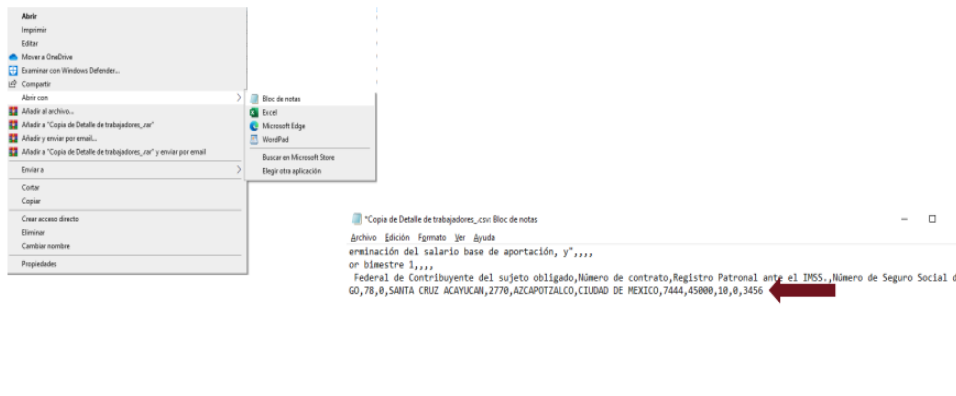 Abrir
Imprimir
Editar
Mover a OneDrive
Examinar con Windows Defender...
Compartir
Abrir con
Añadir al archivo...
Añadir a "Copia de Detalle de trabajadores_.rar"
Añadir y enviar por email...
Añadir a "Copia de Detalle de trabajadores_.rar" y enviar por email
Enviar a
Cortar
Copiar
Crear acceso directo
Eliminar
Cambiar nombre
Propiedades
Bloc de notas
Excel
Microsoft Edge
WordPad
Buscar en Microsoft Store
Elegir otra aplicación
*Copia de Detalle de trabajadores_.csv: Bloc de notas
Archivo Edición Formato Ver Ayuda
erminación del salario base de aportación, y",,,,
or bimestre 1,,,,
Federal de Contribuyente del sujeto obligado,Número de contrato,Registro Patronal ante el IMSS.,Número de Seguro Social d
GO,78,0,SANTA CRUZ ACAYUCAN,2770,AZCAPOTZALCO,CIUDAD DE MEXICO,7444,45000,10,0,3456